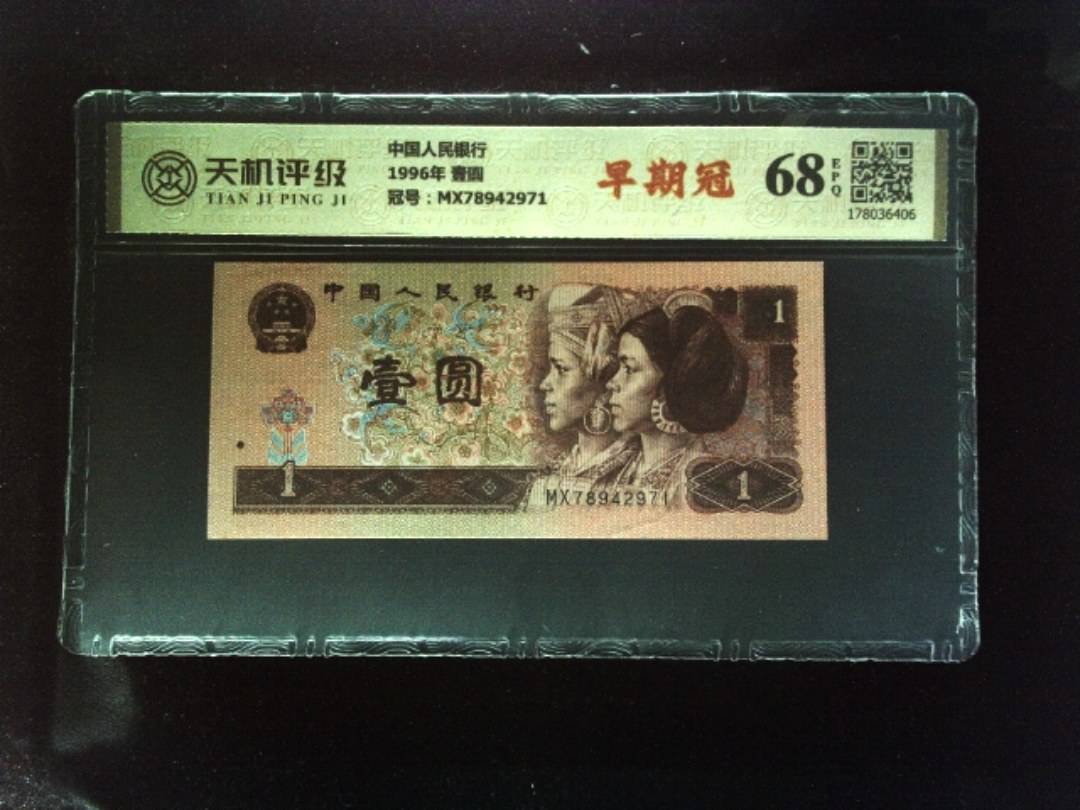 天机评级
TIAN JI PING JI
中国人民银行
1996年 壹圆
冠号：MX78942971
早期冠
68
EPQ
178036406
中国人民银行
1
壹圆
1
MX78942971
1